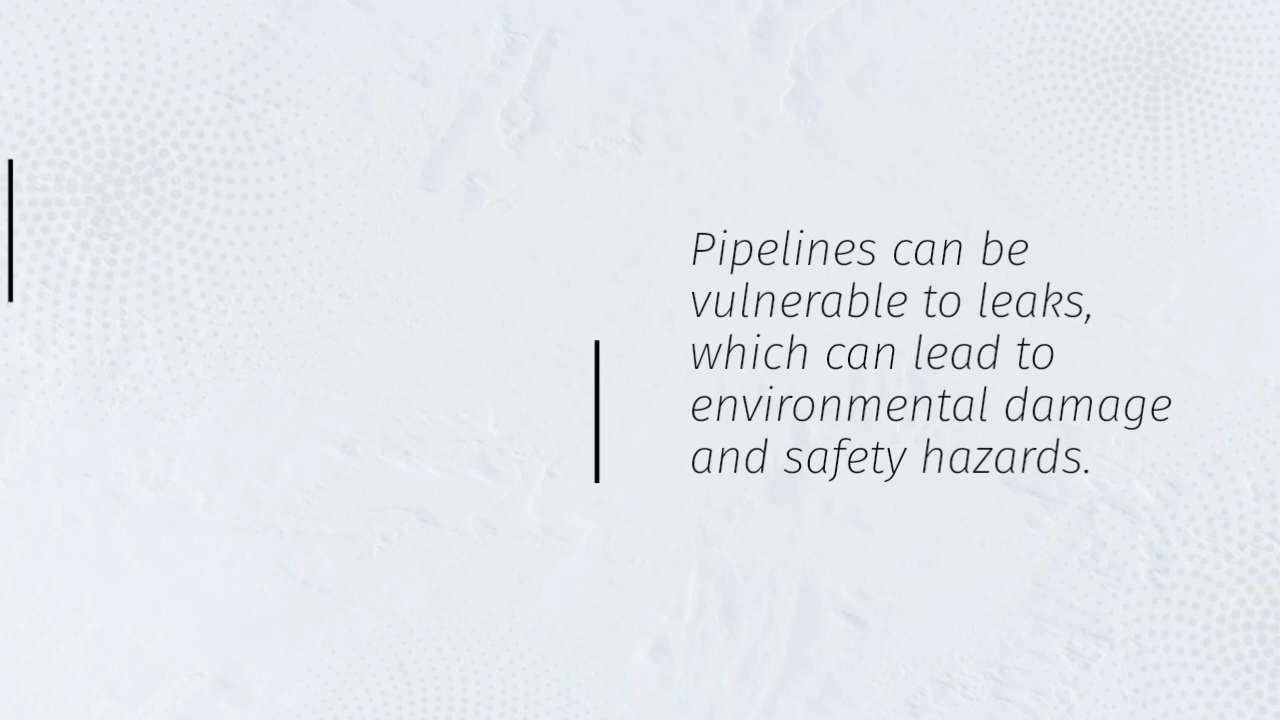 Pipelines can be
vulnerable to leaks,
which can lead to
environmental damage
and safety hazards.